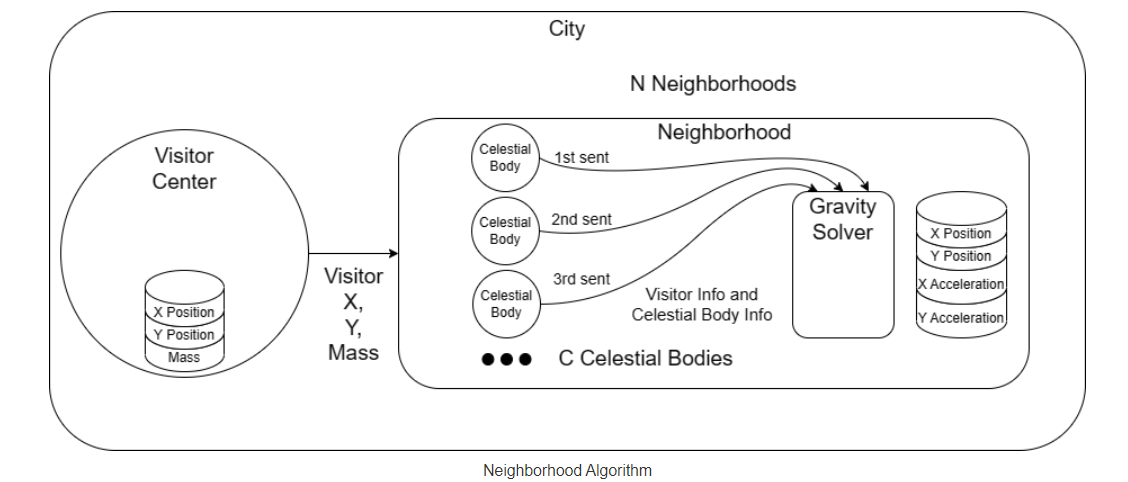 City
N Neighborhoods
Neighborhood
Visitor
Center
X Position
Y Position
Mass
Visitor
X,
Y,
Mass
Celestial
Body
1st sent
Celestial
Body
2nd sent
Celestial
Body
3rd sent
Gravity
Solver
Visitor Info and
Celestial Body Info
X Position
Y Position
X Acceleration
Y Acceleration
C Celestial Bodies
Neighborhood Algorithm